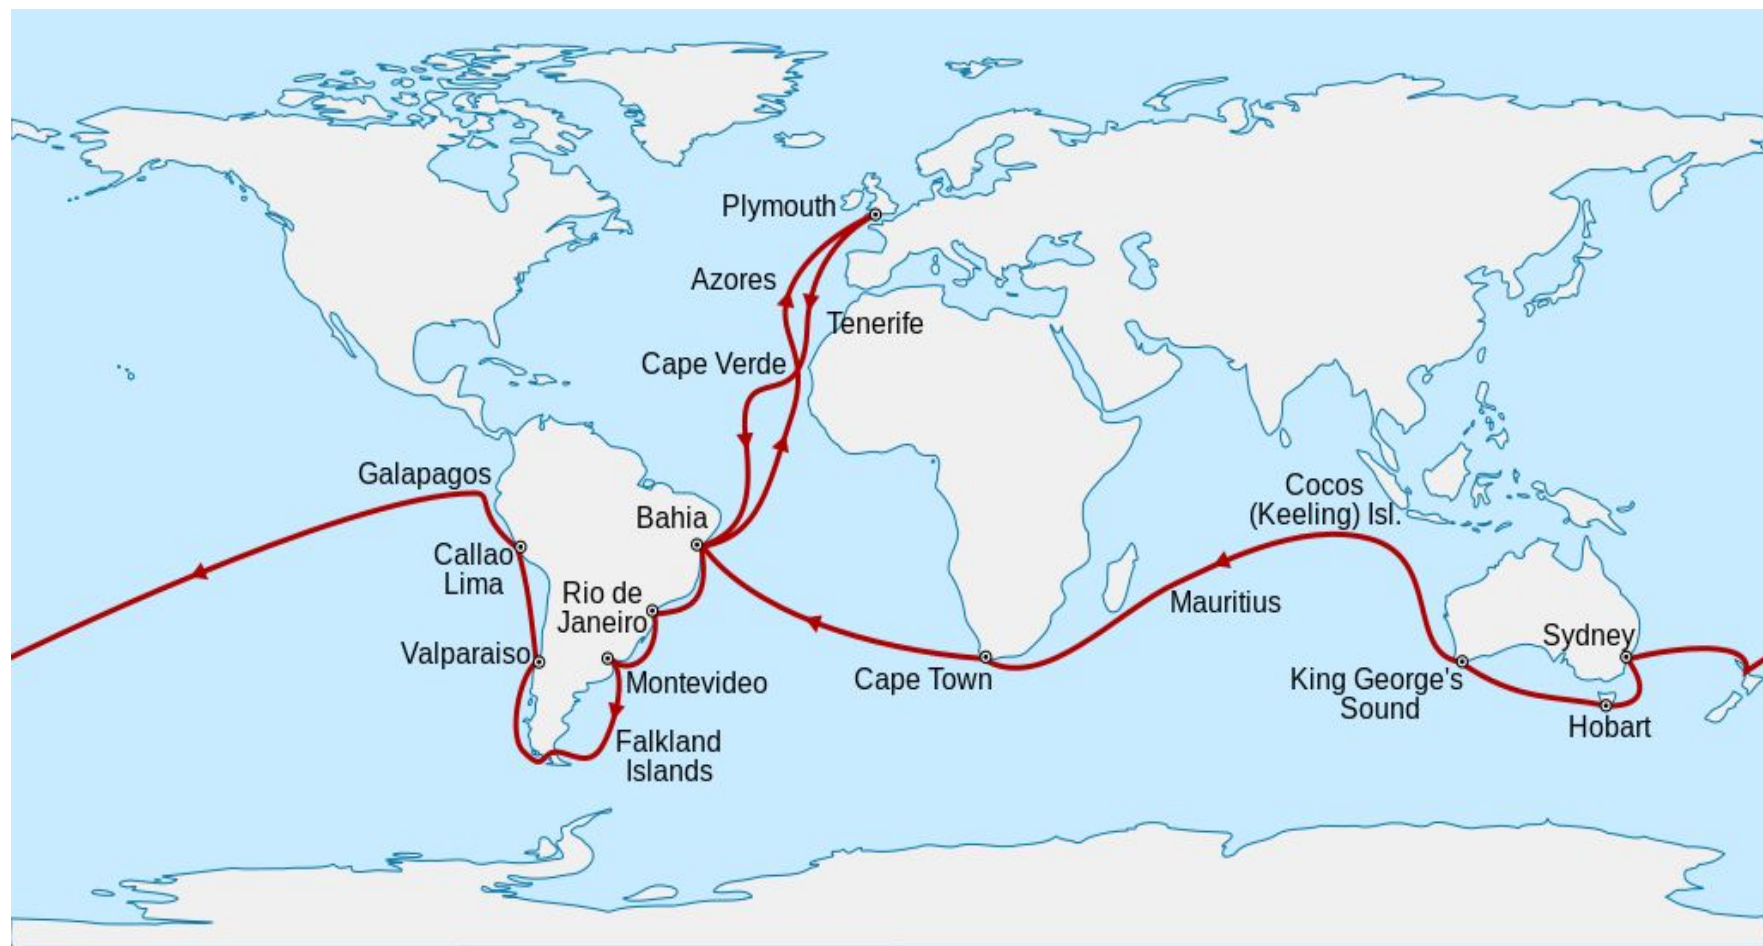 Plymouth
Azores
Tenerife
Cape Verde
Galapagos
Cocos
(Keeling) Isl.
Bahia
Callao
Lima
Rio de
Janeiro
Mauritius
Sydney
Valparaiso
Montevideo
Cape Town
King George's
Sound
Hobart
Falkland
Islands